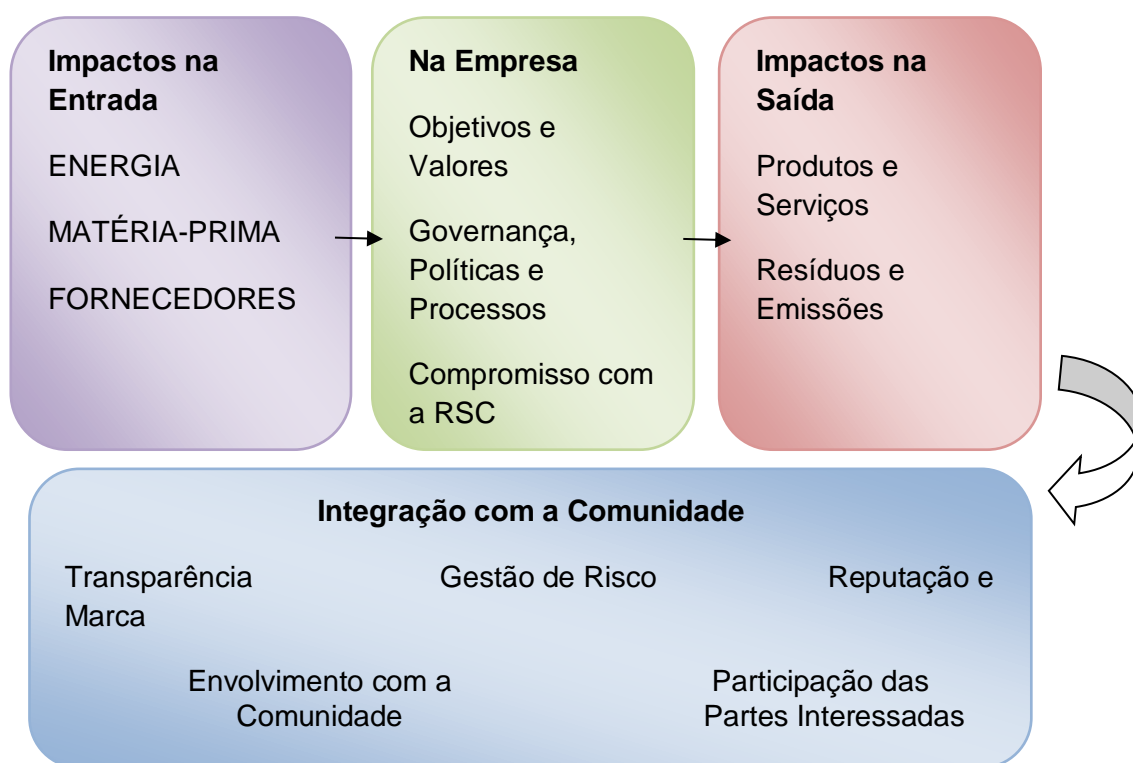 Impactos na
Entrada
ENERGIA
MATÉRIA-PRIMA
FORNECEDORES
Na Empresa
Objetivos e
Valores
Governança,
Políticas e
Processos
Compromisso com
a RSC
Impactos na
Saída
Produtos e
Serviços
Resíduos e
Emissões
Integração com a Comunidade
Transparência Gestão de Risco Reputação e
Marca
Envolvimento com a
Comunidade
Participação das
Partes Interessadas